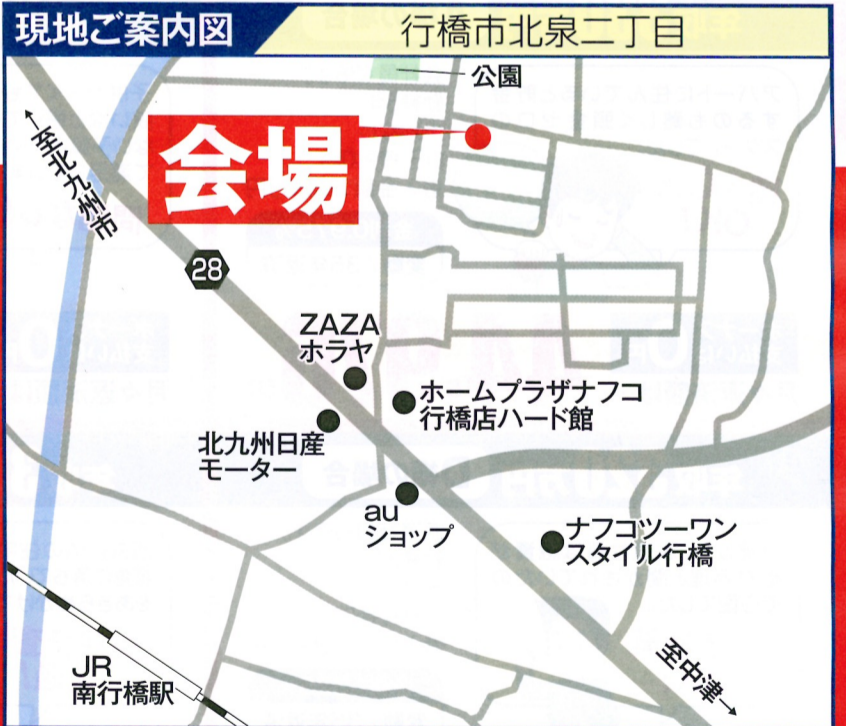 現地ご案内図
行橋市北泉二丁目
公園
←至北九州市
会場
28
ZAZA
ホラヤ
ホームプラザナフコ
行橋店ハード館
北九州日産
モーター
au
ショップ
ナフコツーワン
スタイル行橋
JR
南行橋駅
至中津→